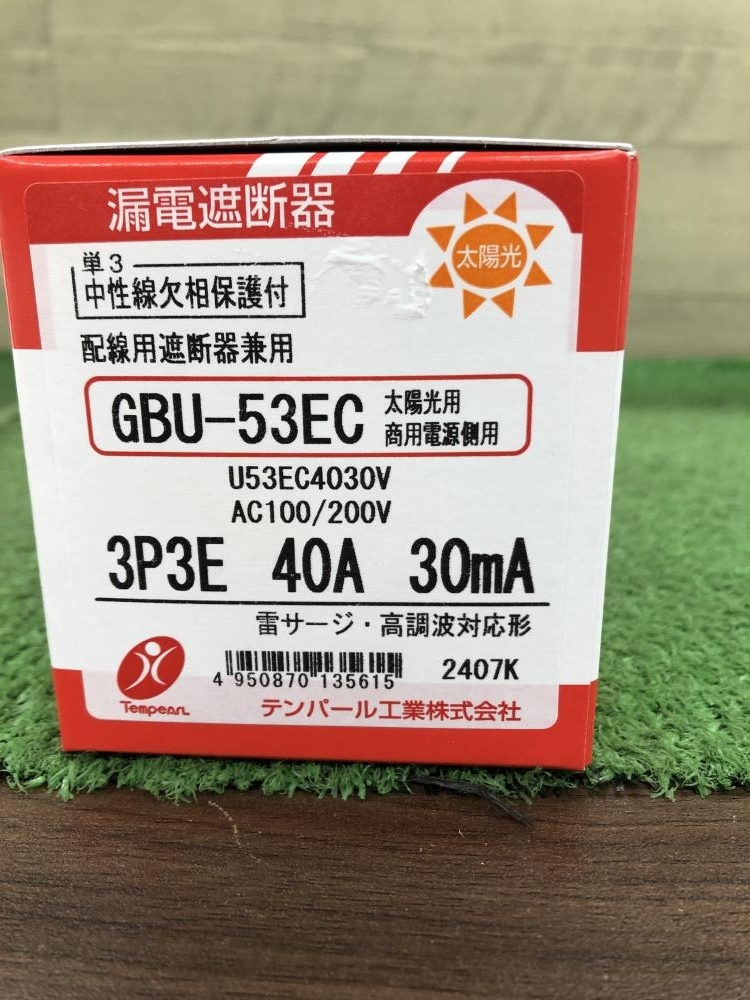 漏電遮断器
太陽光
単3
中性線欠相保護付
配線用遮断器兼用
GBU-53EC
太陽光用
商用電源側用
U53EC4030V
AC100/200V
3P3E 40A 30mA
雷サージ・高調波対応形
4 950870 135615
2407K
Tempearl
テンパール工業株式会社